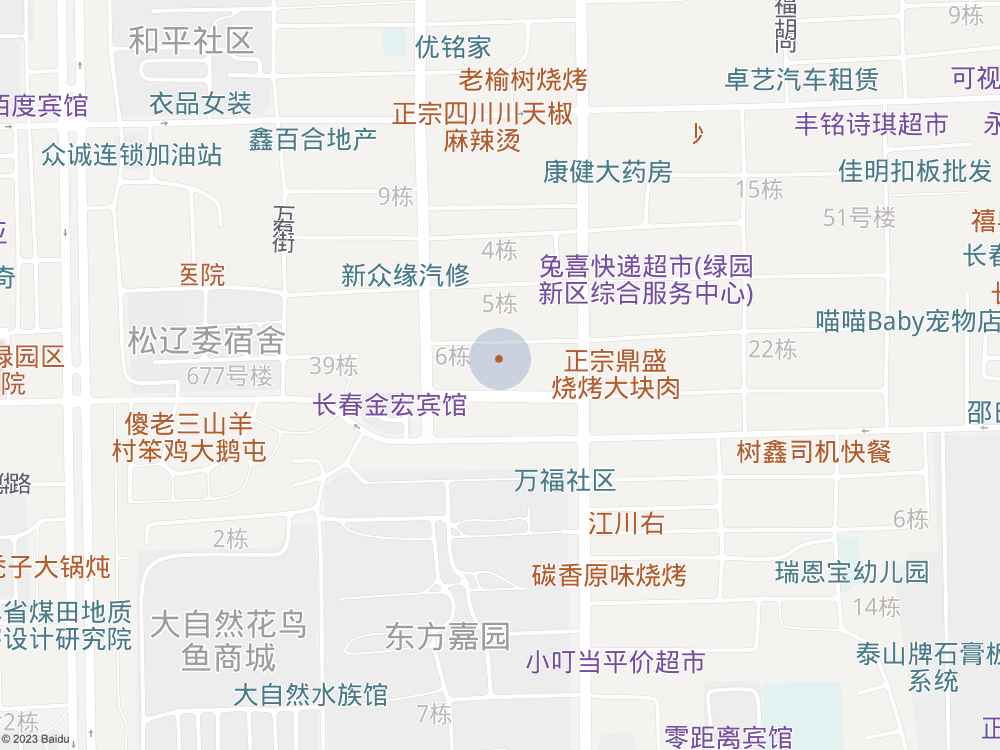 福胡同
9栋
和平社区
优铭家
老榆树烧烤
卓艺汽车租赁
可视
百度宾馆
衣品女装
正宗四川川天椒
麻辣烫
丰铭诗琪超市
永
鑫百合地产
众诚连锁加油站
康健大药房
佳明扣板批发
9栋
15栋
51号楼
万有街
禧
4栋
长春
医院
新众缘汽修
兔喜快递超市(绿园
新区综合服务中心)
奇
5栋
喵喵Baby宠物店
松辽委宿舍
22栋
6栋
39栋
绿园区
院
正宗鼎盛
烧烤大块肉
677号楼
长春金宏宾馆
傻老三山羊
村笨鸡大鹅屯
树鑫司机快餐
路
万福社区
江川右
6栋
2栋
子大锅炖
碳香原味烧烤
瑞恩宝幼儿园
14栋
省煤田地质
设计研究院
大自然花鸟
鱼商城
东方嘉园
小叮当平价超市
泰山牌石膏板
系统
大自然水族馆
7栋
2栋
零距离宾馆
正
© 2023 Baidu